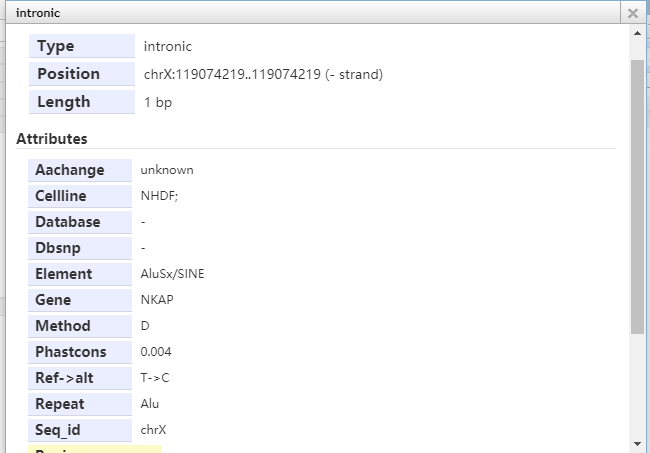 intronic
Type intronic
Position chrX:119074219..119074219 (- strand)
Length 1 bp
Attributes
Aachange unknown
Cellline NHDF;
Database -
Dbsnp -
Element AluSx/SINE
Gene NKAP
Method D
Phastcons 0.004
Ref->alt T->C
Repeat Alu
Seq_id chrX